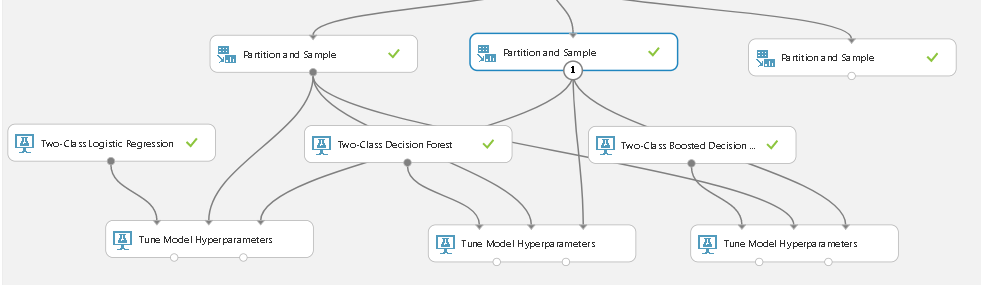 Partition and Sample
Partition and Sample
Partition and Sample
1
Two-Class Logistic Regression
Two-Class Decision Forest
Two-Class Boosted Decision ...
Tune Model Hyperparameters
Tune Model Hyperparameters
Tune Model Hyperparameters